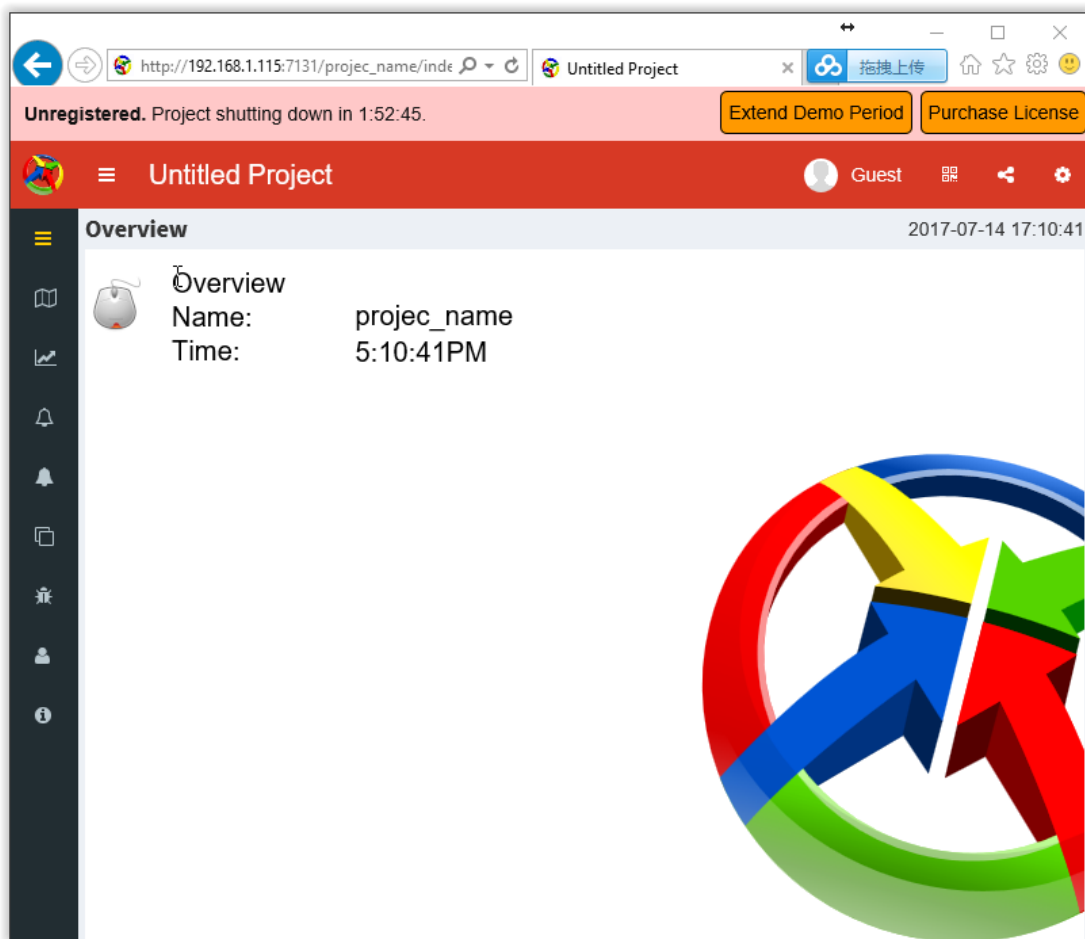 http://192.168.1.115:7131/projec_name/inde
Untitled Project
拖拽上传
Unregistered. Project shutting down in 1:52:45.
Extend Demo Period
Purchase License
Untitled Project
Guest
Overview
2017-07-14 17:10:41
Overview
Name: projec_name
Time: 5:10:41PM